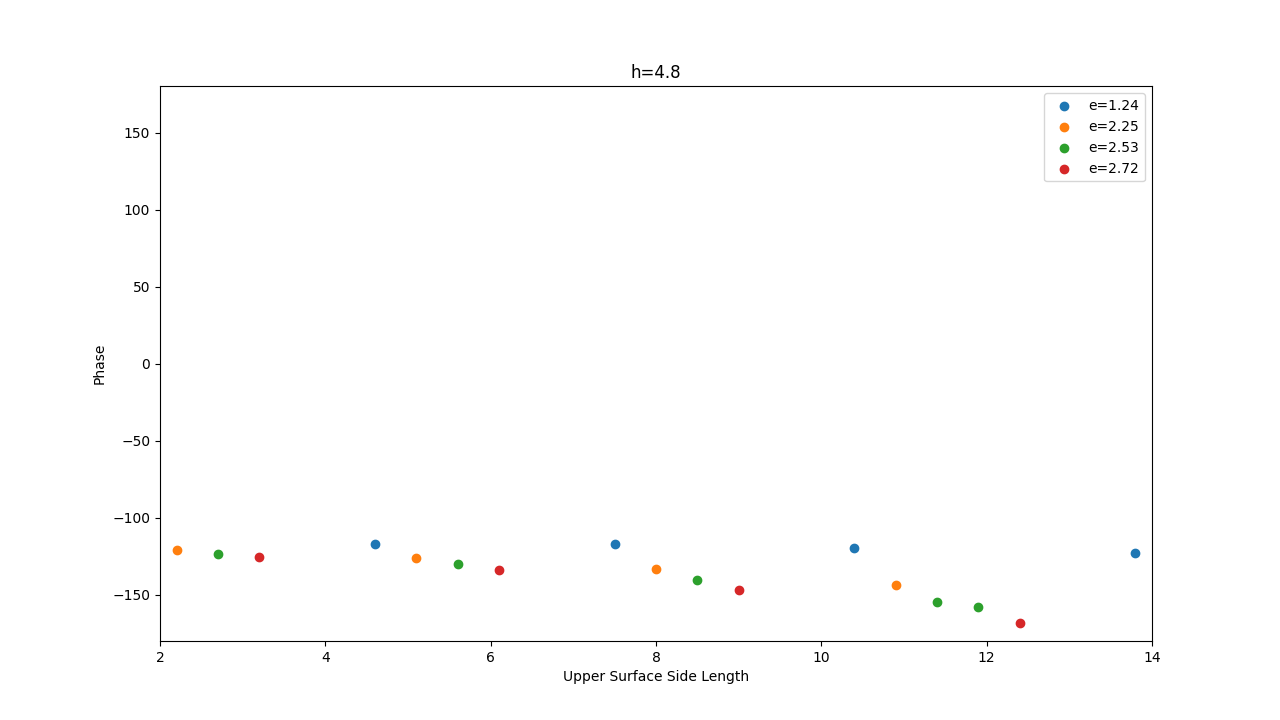 h=4.8
e=1.24
e=2.25
e=2.53
e=2.72
150
100
50
0
−50
−100
−150
Phase
2 4 6 8 10 12 14
Upper Surface Side Length